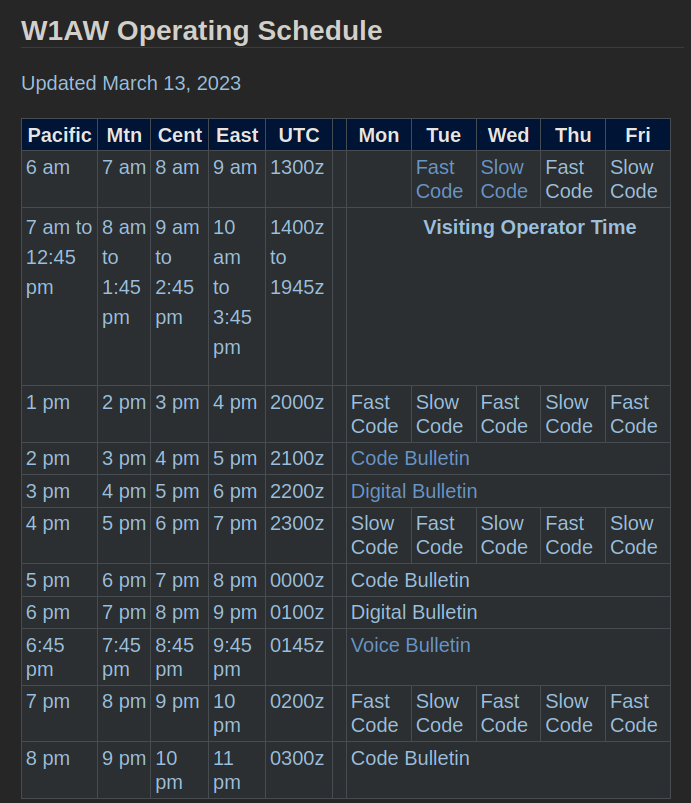 W1AW Operating Schedule
Updated March 13, 2023
Pacific Mtn Cent East UTC Mon Tue Wed Thu Fri
6 am 7 am 8 am 9 am 1300z Fast Slow Fast Slow
Code Code Code Code
7 am to 8 am 9 am 10 1400z Visiting Operator Time
12:45 to to am to
pm 1:45 2:45 to 1945z
pm pm 3:45
pm
1 pm 2 pm 3 pm 4 pm 2000z Fast Slow Fast Slow Fast
Code Code Code Code Code
2 pm 3 pm 4 pm 5 pm 2100z Code Bulletin
3 pm 4 pm 5 pm 6 pm 2200z Digital Bulletin
4 pm 5 pm 6 pm 7 pm 2300z Slow Fast Slow Fast Slow
Code Code Code Code Code
5 pm 6 pm 7 pm 8 pm 0000z Code Bulletin
6 pm 7 pm 8 pm 9 pm 0100z Digital Bulletin
6:45 7:45 8:45 9:45 0145z Voice Bulletin
pm pm pm pm
7 pm 8 pm 9 pm 10 0200z Fast Slow Fast Slow Fast
pm Code Code Code Code Code
8 pm 9 pm 10 11 0300z Code Bulletin
pm pm